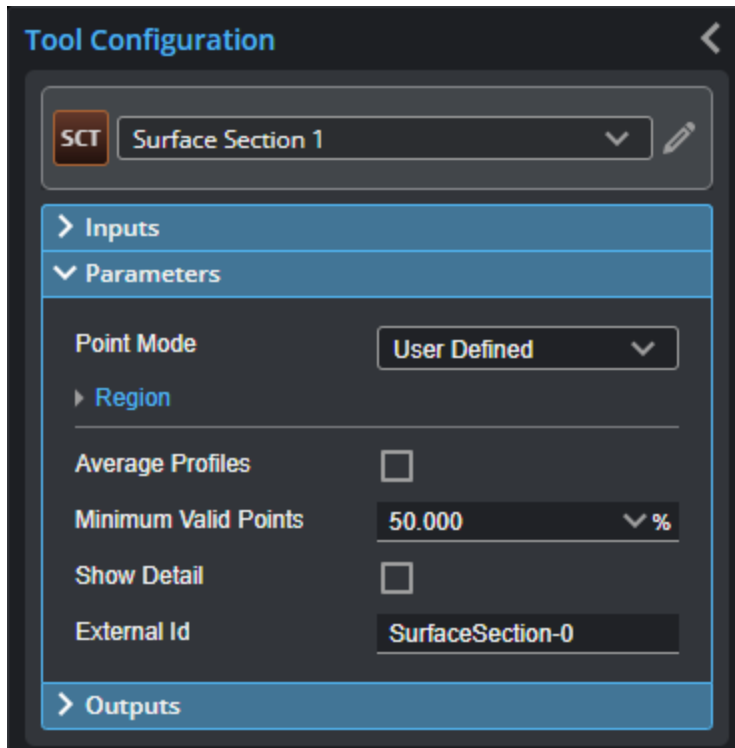 Tool Configuration
SCT Surface Section 1
Inputs
Parameters
Point Mode User Defined
Region
Average Profiles
Minimum Valid Points 50.000 %
Show Detail
External Id SurfaceSection-0
Outputs